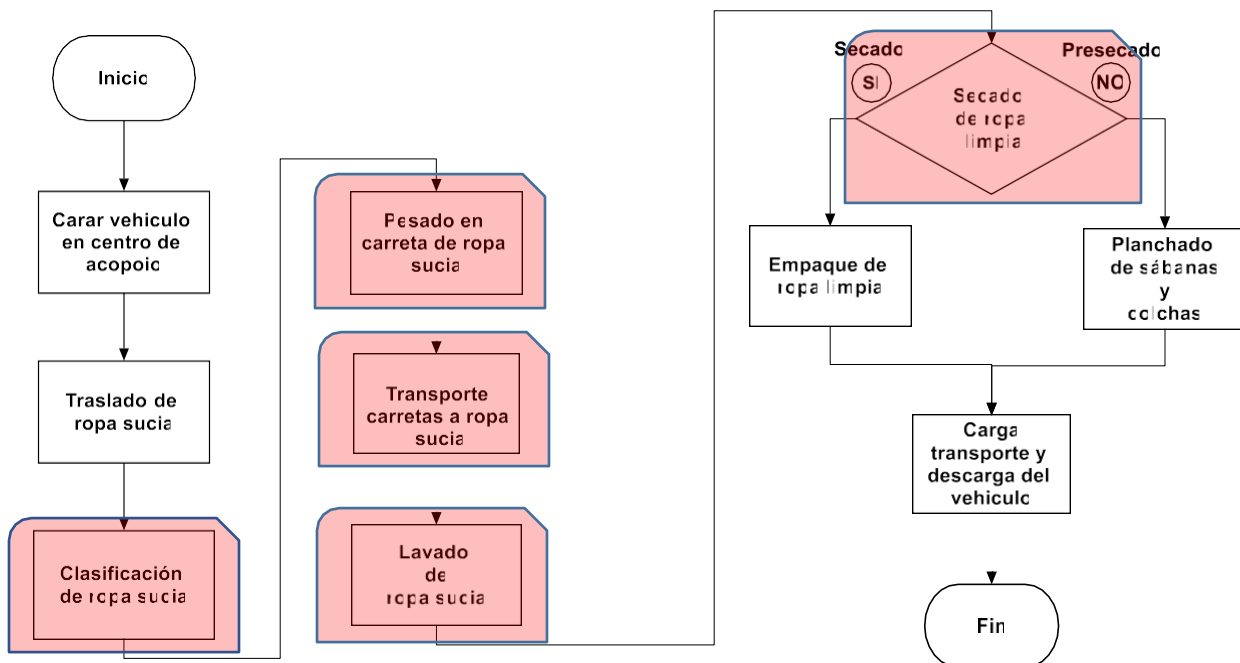 Inicio
Carar vehiculo
en centro de
acopoio
Traslado de
ropa sucia
Clasificación
de ropa sucia
Pesado en
carreta de ropa
sucia
Transporte
carretas a ropa
sucia
Lavado
de
ropa sucia
Secado
SI
Presecado
NO
Secado
de ropa
limpia
Empaque de
ropa limpia
Planchado
de sábanas
y
colchas
Carga
transporte y
descarga del
vehiculo
Fin